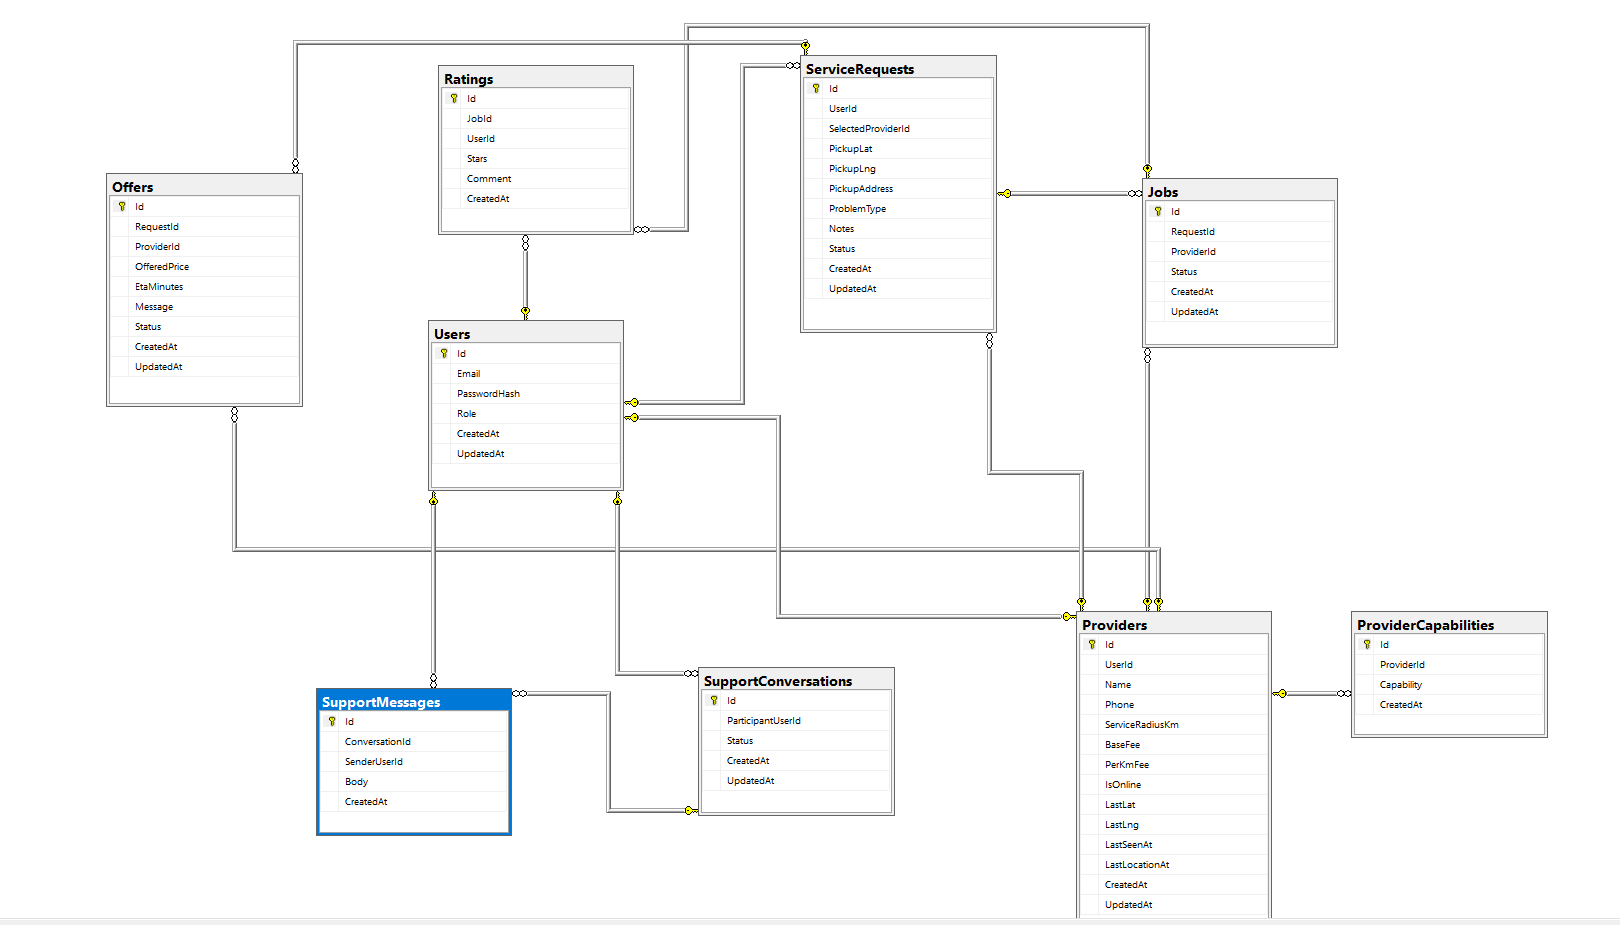 Ratings
Id
JobId
UserId
Stars
Comment
CreatedAt
ServiceRequests
Id
UserId
SelectedProviderId
PickupLat
PickupLng
PickupAddress
ProblemType
Notes
Status
CreatedAt
UpdatedAt
Offers
Id
RequestId
ProviderId
OfferedPrice
EtaMinutes
Message
Status
CreatedAt
UpdatedAt
Jobs
Id
RequestId
ProviderId
Status
CreatedAt
UpdatedAt
Users
Id
Email
PasswordHash
Role
CreatedAt
UpdatedAt
SupportMessages
Id
ConversationId
SenderUserId
Body
CreatedAt
SupportConversations
Id
ParticipantUserId
Status
CreatedAt
UpdatedAt
Providers
Id
UserId
Name
Phone
ServiceRadiusKm
BaseFee
PerKmFee
IsOnline
LastLat
LastLng
LastSeenAt
LastLocationAt
CreatedAt
UpdatedAt
ProviderCapabilities
Id
ProviderId
Capability
CreatedAt